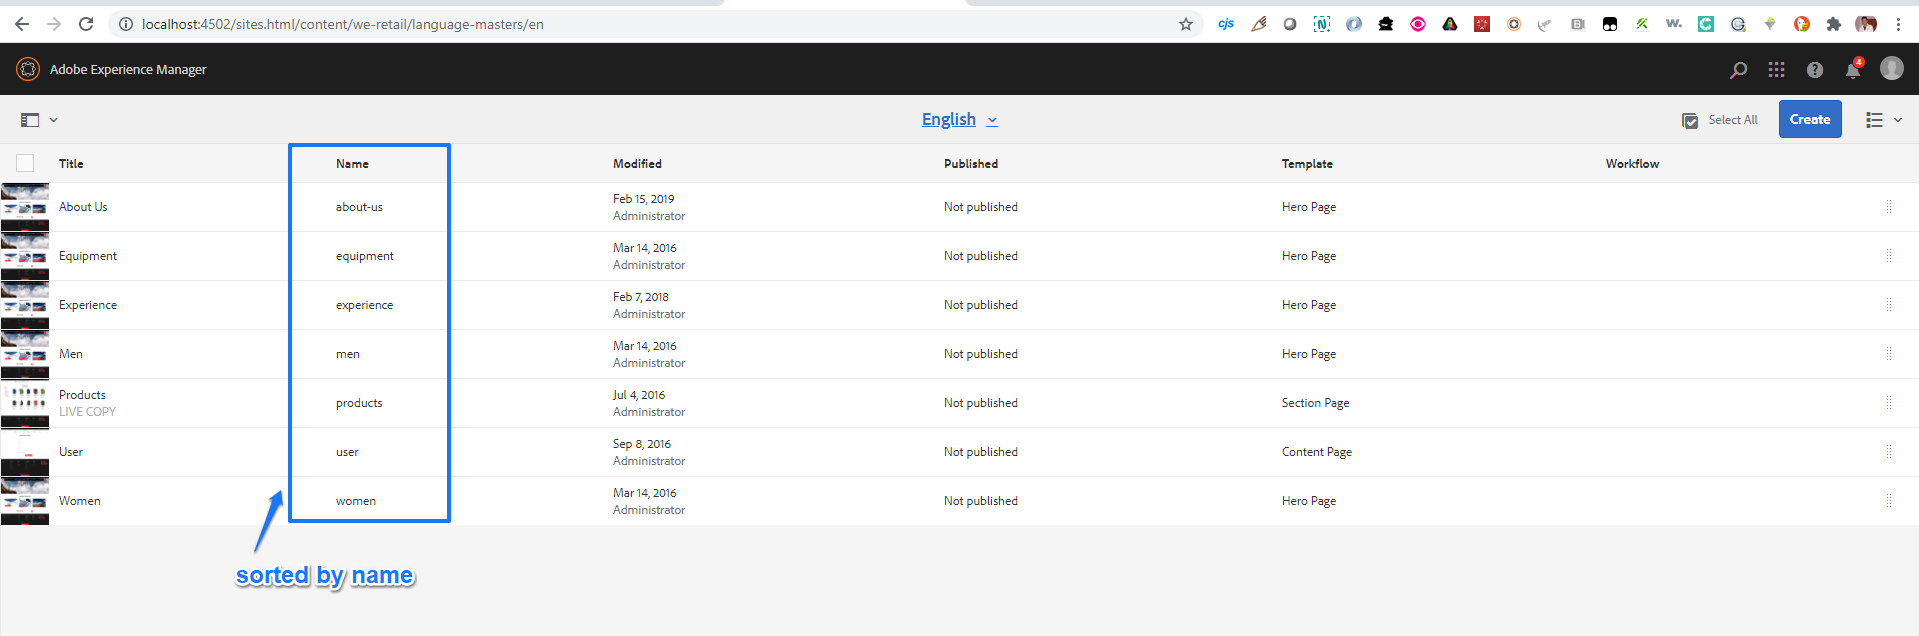 localhost:4502/sites.html/content/we-retail/language-masters/en
cjs
N
B
w.
Adobe Experience Manager
4
English
Select All
Create
Title Name Modified Published Template Workflow
About Us about-us Feb 15, 2019 Not published Hero Page
Administrator
Equipment equipment Mar 14, 2016 Not published Hero Page
Administrator
Experience experience Feb 7, 2018 Not published Hero Page
Administrator
Men men Mar 14, 2016 Not published Hero Page
Administrator
Products products Jul 4, 2016 Not published Section Page
LIVE COPY Administrator
User user Sep 8, 2016 Not published Content Page
Administrator
Women women Mar 14, 2016 Not published Hero Page
Administrator
sorted by name